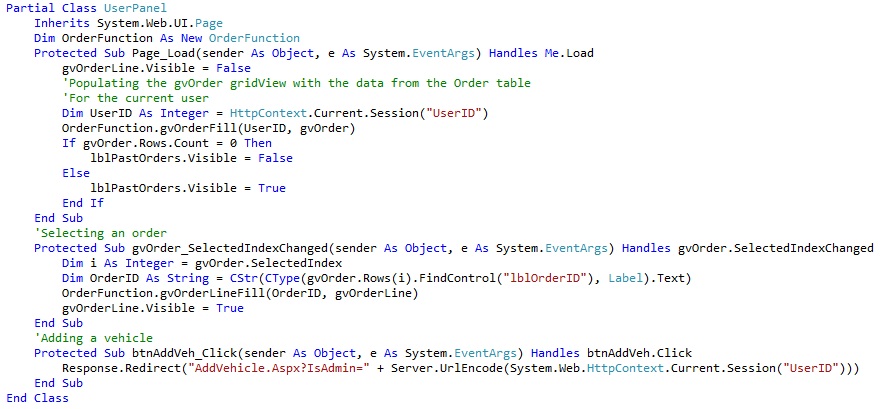 Partial Class UserPanel
    Inherits System.Web.UI.Page
    Dim OrderFunction As New OrderFunction
    Protected Sub Page_Load(sender As Object, e As System.EventArgs) Handles Me.Load
        gvOrderLine.Visible = False
        'Populating the gvOrder gridView with the data from the Order table
        'For the current user
        Dim UserID As Integer = HttpContext.Current.Session("UserID")
        OrderFunction.gvOrderFill(UserID, gvOrder)
        If gvOrder.Rows.Count = 0 Then
            lblPastOrders.Visible = False
        Else
            lblPastOrders.Visible = True
        End If
    End Sub
    'Selecting an order
    Protected Sub gvOrder_SelectedIndexChanged(sender As Object, e As System.EventArgs) Handles gvOrder.SelectedIndexChanged
        Dim i As Integer = gvOrder.SelectedIndex
        Dim OrderID As String = CStr(CType(gvOrder.Rows(i).FindControl("lblOrderID"), Label).Text)
        OrderFunction.gvOrderLineFill(OrderID, gvOrderLine)
        gvOrderLine.Visible = True
    End Sub
    'Adding a vehicle
    Protected Sub btnAddVeh_Click(sender As Object, e As System.EventArgs) Handles btnAddVeh.Click
        Response.Redirect("AddVehicle.Aspx?IsAdmin=" + Server.UrlEncode(System.Web.HttpContext.Current.Session("UserID")))
    End Sub
End Class